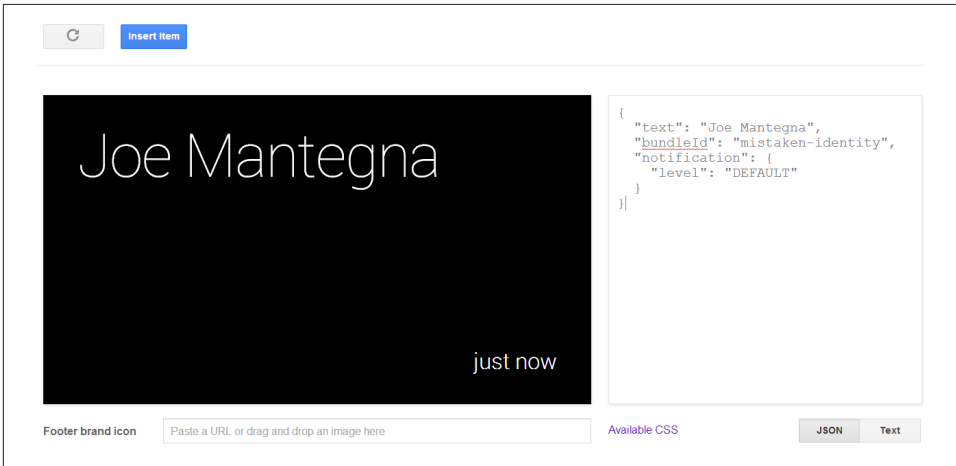 Insert Item
Joe Mantegna
just now
{
  "text": "Joe Mantegna",
  "bundleId": "mistaken-identity",
  "notification": {
    "level": "DEFAULT"
  }
}
Footer brand icon
Paste a URL or drag and drop an image here
Available CSS
JSON
Text